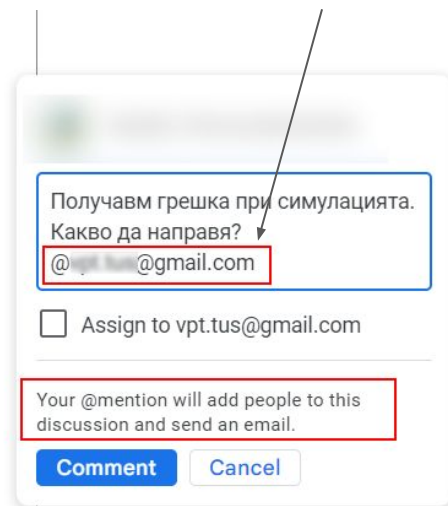 Получавм грешка при симулацията.
Какво да направя?
@ @gmail.com
Assign to vpt.tus@gmail.com
Your @mention will add people to this
discussion and send an email.
Comment Cancel